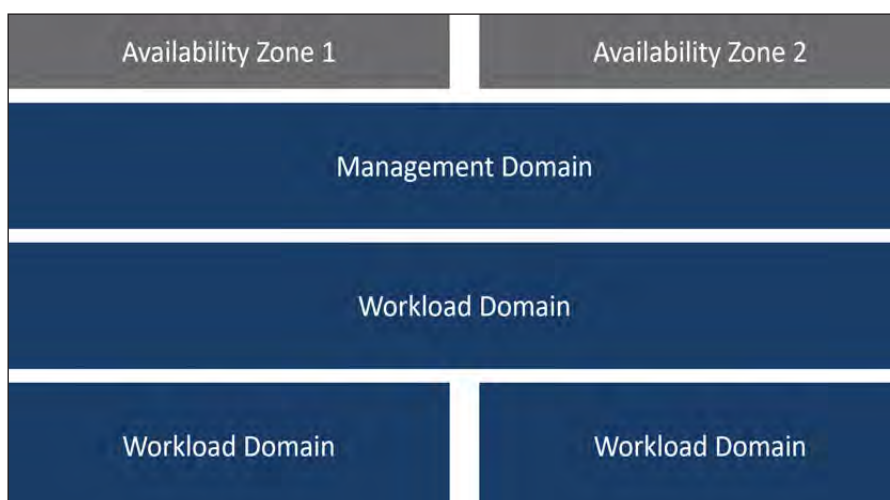 Availability Zone 1
Availability Zone 2
Management Domain
Workload Domain
Workload Domain
Workload Domain